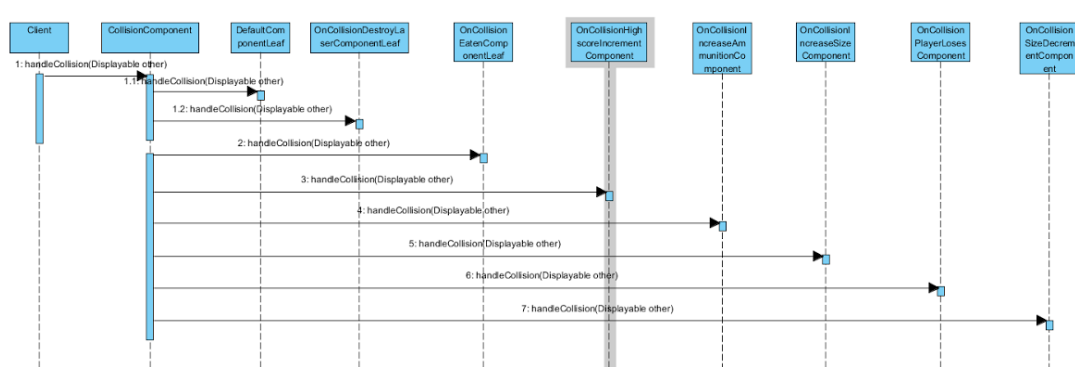 Client
CollisionComponent
DefaultCom
ponentLeaf
OnCollisionDestroyLa
serComponentLeaf
OnCollision
EatenCompo
nentLeaf
OnCollisionHigh
scoreIncrement
Component
OnCollisionI
ncreaseAm
munitionCo
mponent
OnCollisionI
ncreaseSize
Component
OnCollision
PlayerLoses
Component
OnCollision
SizeDecrem
entCompon
ent
1: handleCollision(Displayable other)
1.1: handleCollision(Displayable other)
1.2: handleCollision(Displayable other)
2: handleCollision(Displayable other)
3: handleCollision(Displayable other)
4: handleCollision(Displayable other)
5: handleCollision(Displayable other)
6: handleCollision(Displayable other)
7: handleCollision(Displayable other)